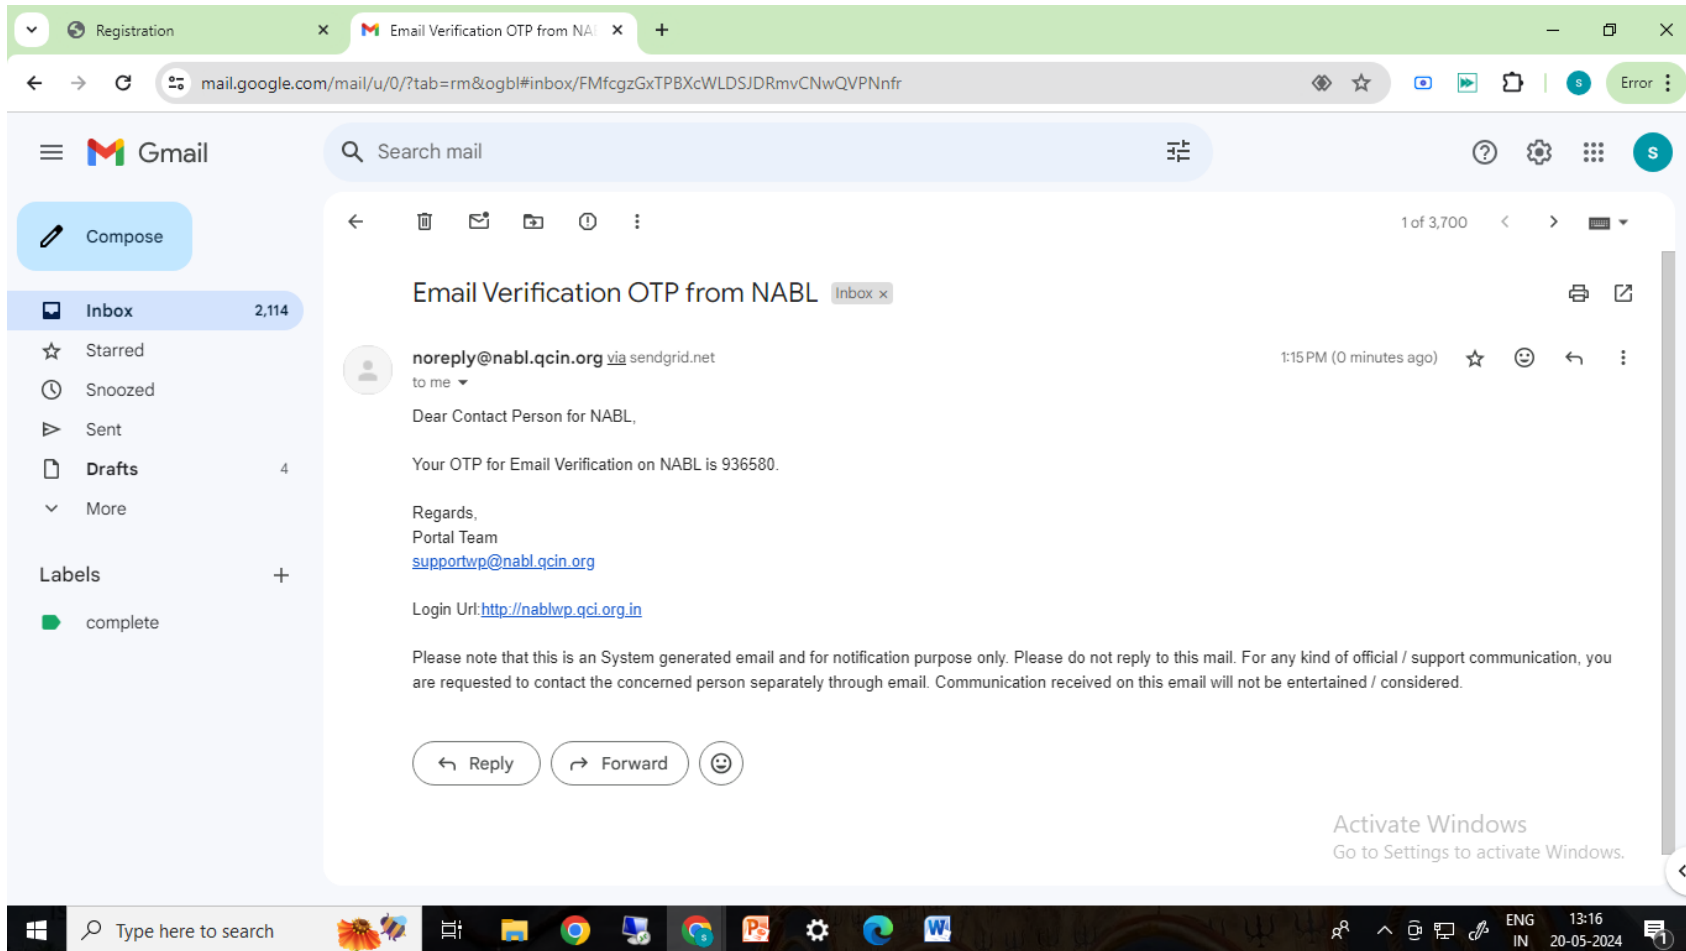 Registration
Email Verification OTP from NA
mail.google.com/mail/u/0/?tab=rm&ogbl#inbox/FMfcgzGxTPBXcWLDSJDRmvCNwQVPNnfr
S
Error
Gmail
Search mail
S
Compose
1 of 3,700
Email Verification OTP from NABL Inbox x
Inbox 2,114
Starred
Snoozed
Sent
Drafts 4
More
Labels
complete
noreply@nabl.qcin.org via sendgrid.net
1:15 PM (0 minutes ago)
to me
Dear Contact Person for NABL,
Your OTP for Email Verification on NABL is 936580.
Regards,
Portal Team
supportwp@nabl.qcin.org
Login Url:http://nablwp.qci.org.in
Please note that this is an System generated email and for notification purpose only. Please do not reply to this mail. For any kind of official / support communication, you
are requested to contact the concerned person separately through email. Communication received on this email will not be entertained / considered.
Reply
Forward
Activate Windows
Go to Settings to activate Windows.
Type here to search
ENG
IN
13:16
20-05-2024
1